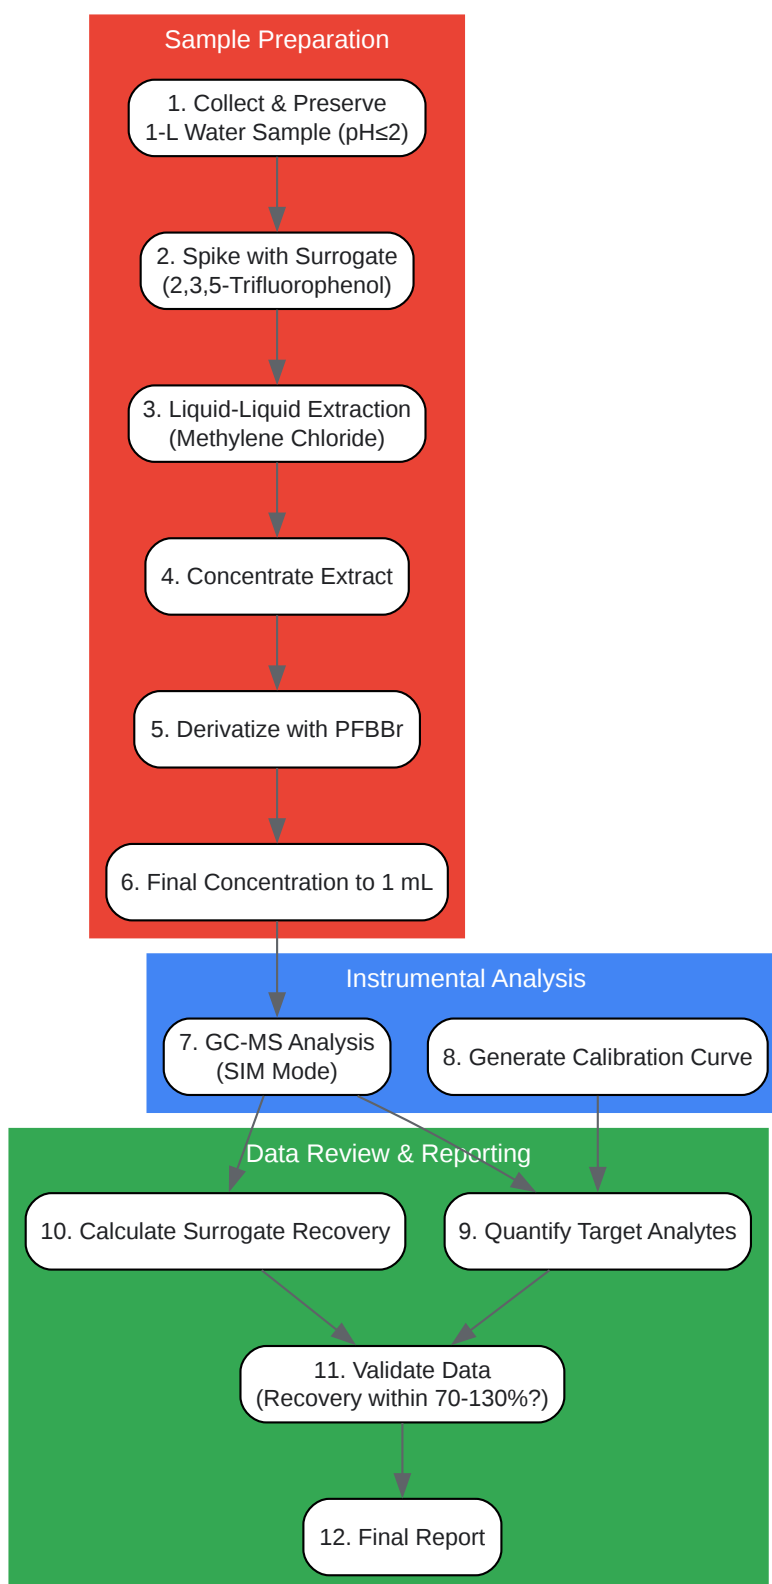 Sample Preparation
1. Collect & Preserve
1-L Water Sample (pH≤2)
2. Spike with Surrogate
(2,3,5-Trifluorophenol)
3. Liquid-Liquid Extraction
(Methylene Chloride)
4. Concentrate Extract
5. Derivatize with PFBBr
6. Final Concentration to 1 mL
Instrumental Analysis
7. GC-MS Analysis
(SIM Mode)
8. Generate Calibration Curve
Data Review & Reporting
10. Calculate Surrogate Recovery
9. Quantify Target Analytes
11. Validate Data
(Recovery within 70-130%?)
12. Final Report